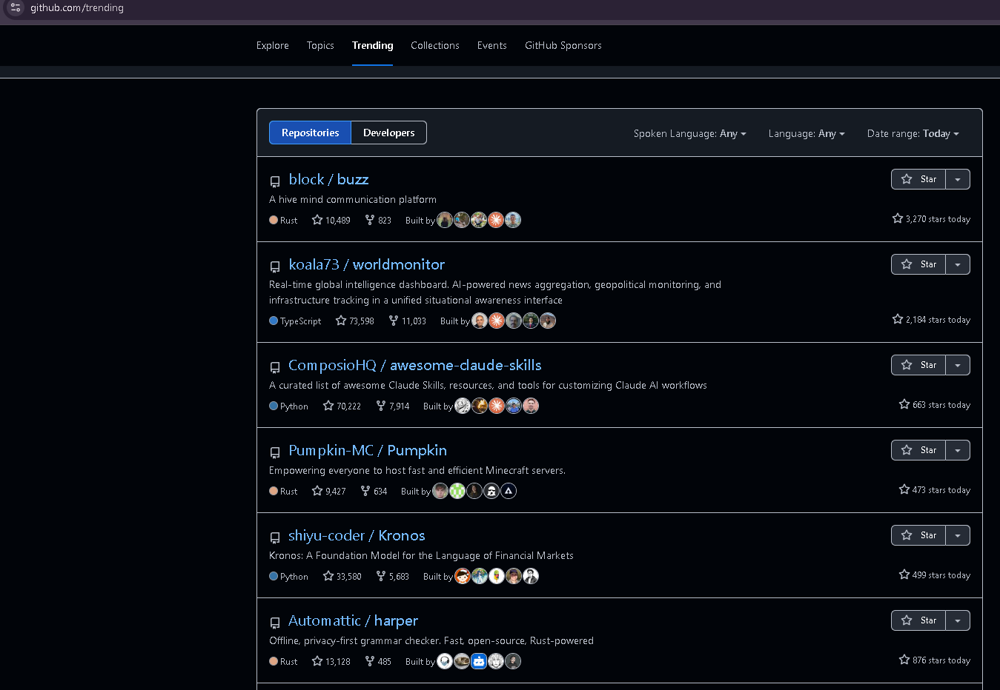 github.com/trending
Explore Topics Trending Collections Events GitHub Sponsors
Repositories Developers Spoken Language: Any Language: Any Date range: Today
block / buzz Star
A hive mind communication platform
Rust 10,489 823 Built by 3,270 stars today
koala73 / worldmonitor Star
Real-time global intelligence dashboard. AI-powered news aggregation, geopolitical monitoring, and
infrastructure tracking in a unified situational awareness interface
TypeScript 73,598 11,033 Built by 2,184 stars today
ComposioHQ / awesome-claude-skills Star
A curated list of awesome Claude Skills, resources, and tools for customizing Claude AI workflows
Python 70,222 7,914 Built by 663 stars today
Pumpkin-MC / Pumpkin Star
Empowering everyone to host fast and efficient Minecraft servers.
Rust 9,427 634 Built by 473 stars today
shiyu-coder / Kronos Star
Kronos: A Foundation Model for the Language of Financial Markets
Python 33,580 5,683 Built by 499 stars today
Automattic / harper Star
Offline, privacy-first grammar checker. Fast, open-source, Rust-powered
Rust 13,128 485 Built by 876 stars today